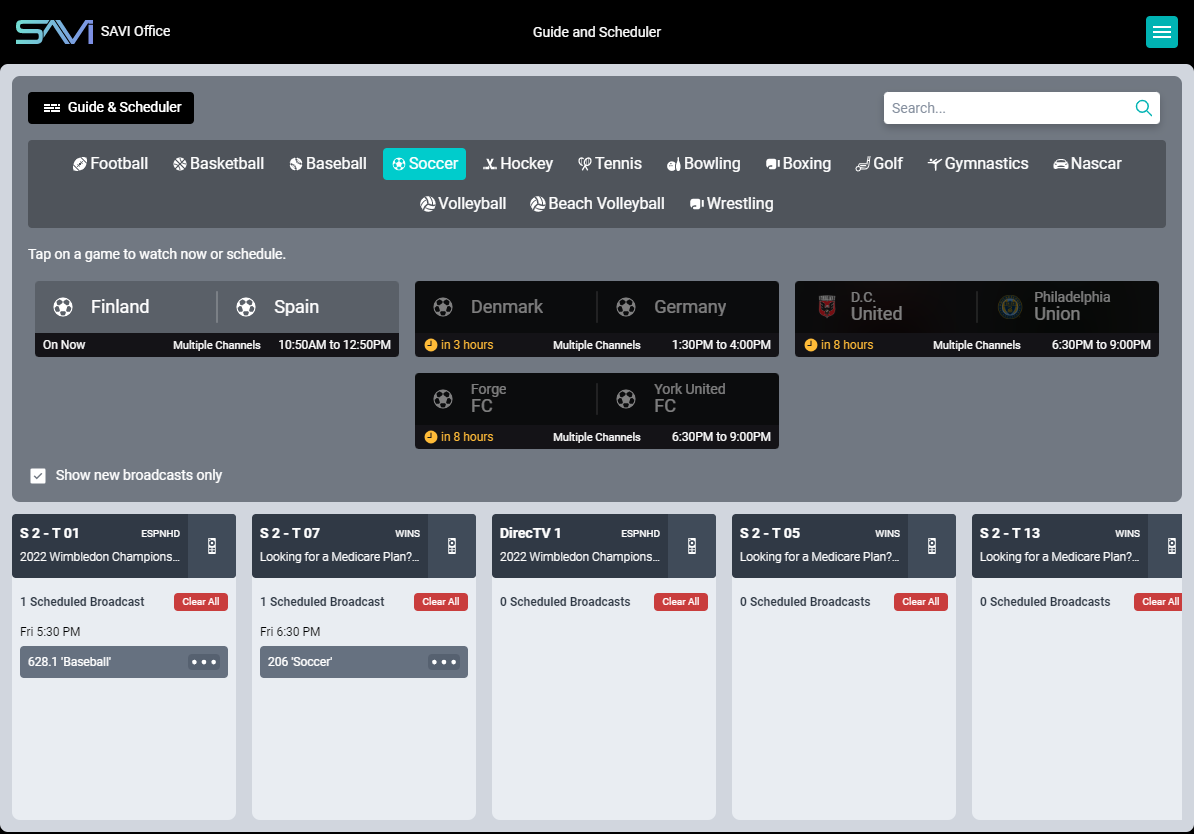 SAVI SAVI Office
Guide and Scheduler
Guide & Scheduler
Search...
Football Basketball Baseball Soccer Hockey Tennis Bowling Boxing Golf Gymnastics Nascar
Volleyball Beach Volleyball Wrestling
Tap on a game to watch now or schedule.
Finland Spain
On Now Multiple Channels 10:50AM to 12:50PM
Denmark Germany
in 3 hours Multiple Channels 1:30PM to 4:00PM
D.C. United Philadelphia Union
in 8 hours Multiple Channels 6:30PM to 9:00PM
Forge FC York United FC
in 8 hours Multiple Channels 6:30PM to 9:00PM
Show new broadcasts only
S 2 - T 01 ESPNHD
2022 Wimbledon Champions...
1 Scheduled Broadcast Clear All
Fri 5:30 PM
628.1 'Baseball'
S 2 - T 07 WINS
Looking for a Medicare Plan?...
1 Scheduled Broadcast Clear All
Fri 6:30 PM
206 'Soccer'
DirecTV 1 ESPNHD
2022 Wimbledon Champions...
0 Scheduled Broadcasts Clear All
S 2 - T 05 WINS
Looking for a Medicare Plan?...
0 Scheduled Broadcasts Clear All
S 2 - T 13 WINS
Looking for a Medicare Plan?...
0 Scheduled Broadcasts Clear All